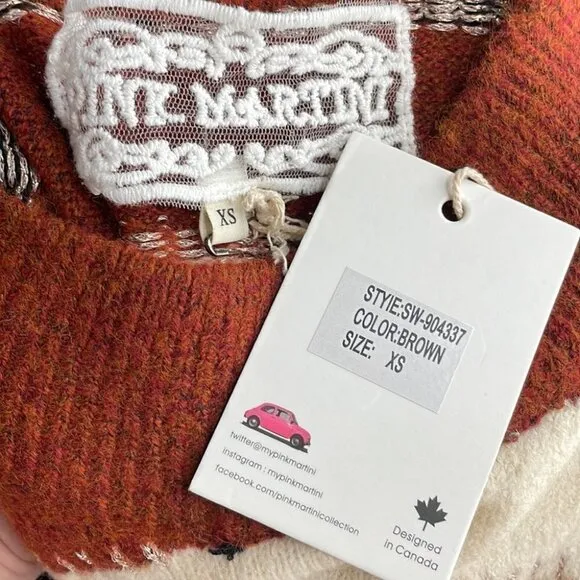 PINK MARTINI
XS
STYIE:SW-904337
COLOR:BROWN
SIZE: XS
twitter@mypinkmartini
Instagram : mypinkmartini
facebook.com/pinkmartinicollection
Designed
in Canada